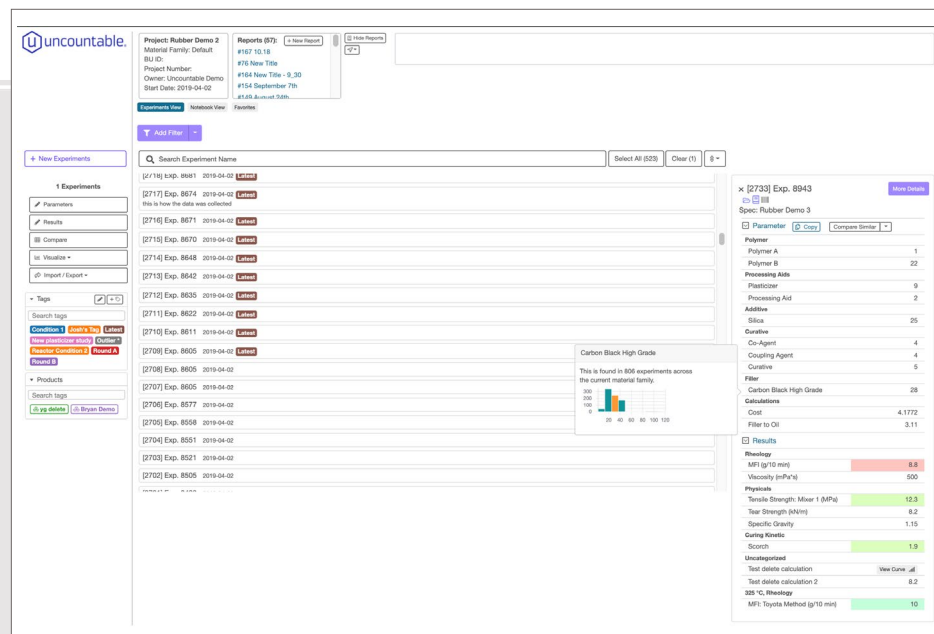 uncountable.
Project: Rubber Demo 2
Material Family: Default
BU ID:
Project Number:
Owner: Uncountable Demo
Start Date: 2019-04-02
Reports (57):
+ New Report
#167 10.18
#76 New Title
#164 New Title - 9_30
#154 September 7th
#149 August 24th
Hide Reports
Experiments View
Notebook View
Favorites
Add Filter
+ New Experiments
Search Experiment Name
Select All (523)
Clear (1)
1 Experiments
Parameters
Results
Compare
Visualize
Import / Export
Tags
Search tags
Condition 1
Josh's Tag
Latest
New plasticizer study
Outlier *
Reactor Condition 2
Round A
Round B
Products
Search tags
yg delete
Bryan Demo
[2718] Exp. 8681 2019-04-02 Latest
[2717] Exp. 8674 2019-04-02 Latest
this is how the data was collected
[2716] Exp. 8671 2019-04-02 Latest
[2715] Exp. 8670 2019-04-02 Latest
[2714] Exp. 8648 2019-04-02 Latest
[2713] Exp. 8642 2019-04-02 Latest
[2712] Exp. 8635 2019-04-02 Latest
[2711] Exp. 8622 2019-04-02 Latest
[2710] Exp. 8611 2019-04-02 Latest
[2709] Exp. 8605 2019-04-02 Latest
[2708] Exp. 8605 2019-04-02
[2707] Exp. 8605 2019-04-02
[2706] Exp. 8577 2019-04-02
[2705] Exp. 8558 2019-04-02
[2704] Exp. 8551 2019-04-02
[2703] Exp. 8521 2019-04-02
[2702] Exp. 8505 2019-04-02
Carbon Black High Grade
This is found in 806 experiments across
the current material family.
300
200
100
0
20 40 60 80 100 120
× [2733] Exp. 8943
More Details
Spec: Rubber Demo 3
Parameter
Copy
Compare Similar
Polymer
Polymer A 1
Polymer B 22
Processing Aids
Plasticizer 9
Processing Aid 2
Additive
Silica 25
Curative
Co-Agent 4
Coupling Agent 4
Curative 5
Filler
Carbon Black High Grade 28
Calculations
Cost 4.1772
Filler to Oil 3.11
Results
Rheology
MFI (g/10 min) 8.8
Viscosity (mPa*s) 500
Physicals
Tensile Strength: Mixer 1 (MPa) 12.3
Tear Strength (kN/m) 8.2
Specific Gravity 1.15
Curing Kinetic
Scorch 1.9
Uncategorized
Test delete calculation View Curve
Test delete calculation 2 8.2
325 °C, Rheology
MFI: Toyota Method (g/10 min) 10